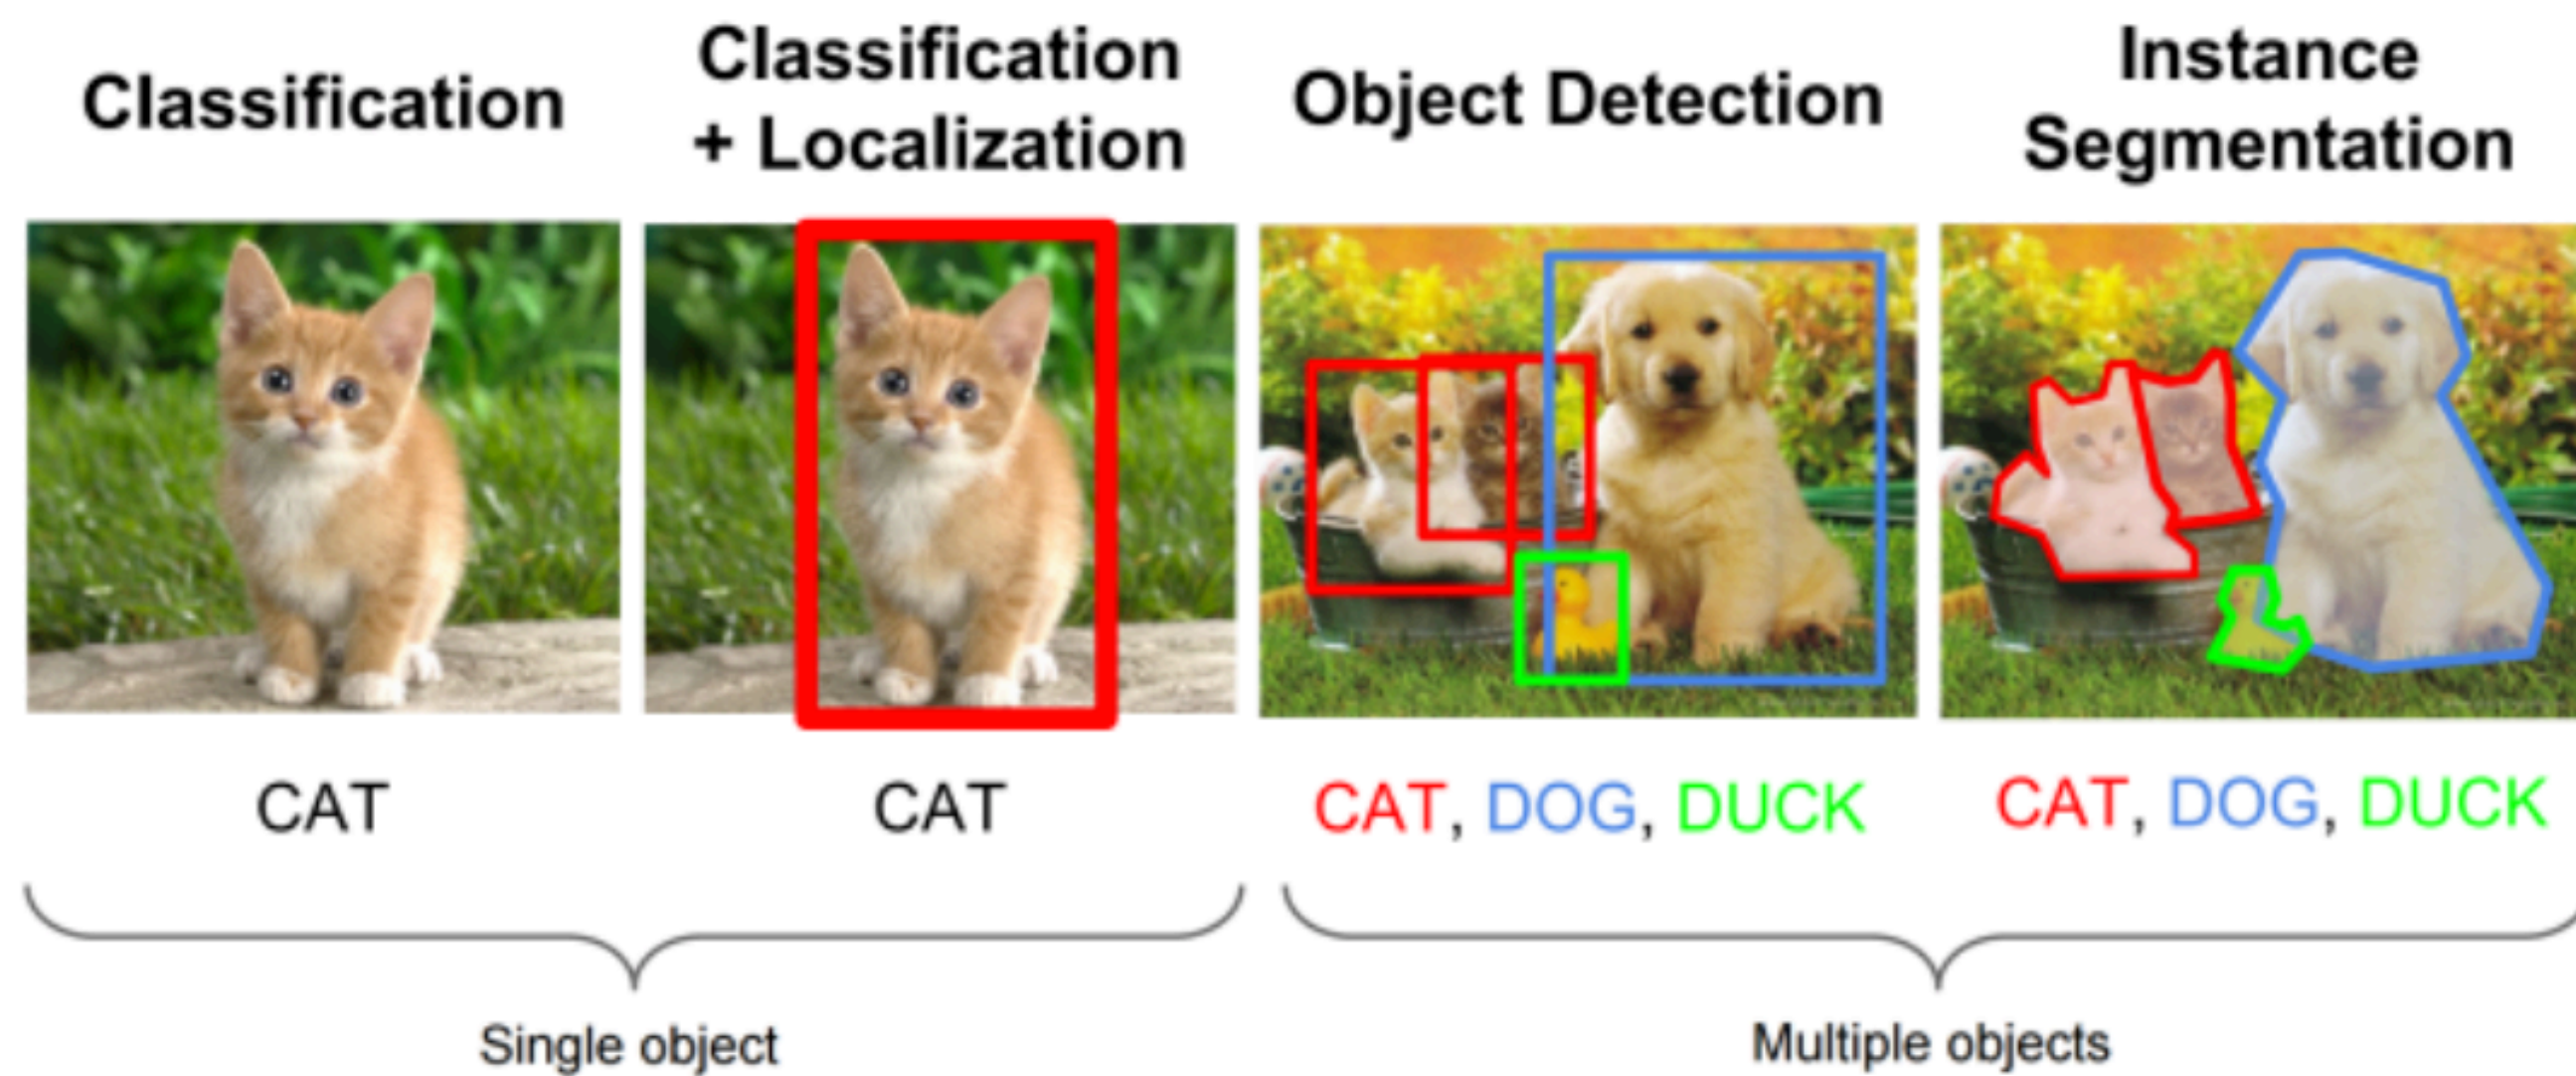 Classification
Classification
+ Localization
Object Detection
Instance
Segmentation
CAT
CAT
CAT, DOG, DUCK
CAT, DOG, DUCK
Single object
Multiple objects